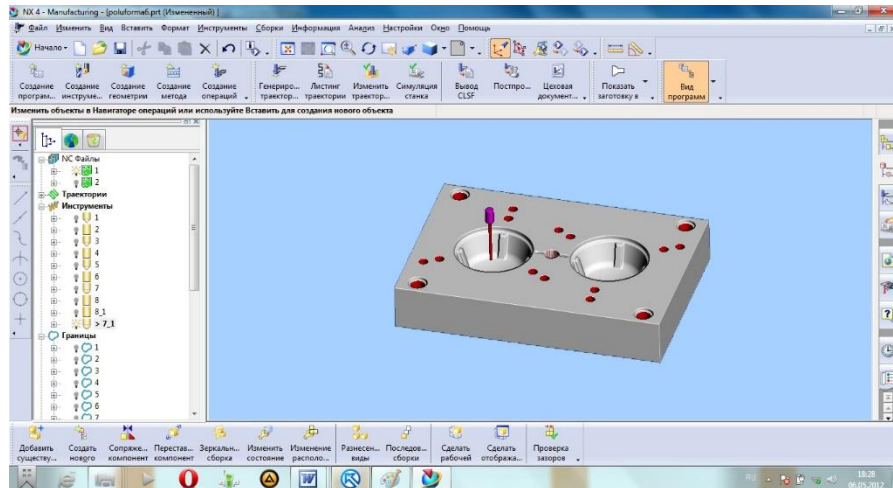 NX 4 - Manufacturing - [poluforma6.prt (Измененный) ]
Файл Изменить Вид Вставить Формат Инструменты Сборки Информация Анализ Настройки Окно Помощь
Начало
Создание Создание Создание Создание Создание Генериро... Листинг Изменить Симуляция Вывод Постпро... Цеховая Показать Вид
програм... инструме... геометрии метода операций траектор... траектории траектор... станка CLSF документ... заготовку в программ
Изменить объекты в Навигаторе операций или используйте Вставить для создания нового объекта
NC Файлы
1
2
Траектории
Инструменты
1
2
3
4
5
6
7
8
8_1
> 7_1
Границы
1
2
3
4
5
6
7
Добавить Создать Сопряже... Перестав... Зеркальн... Изменить Изменение Разнесен... Последов... Сделать Сделать Проверка
существу... нового компонент компонент сборка состояние располо... виды сборки рабочей отобража... зазоров
RU 18:28
06.05.2012